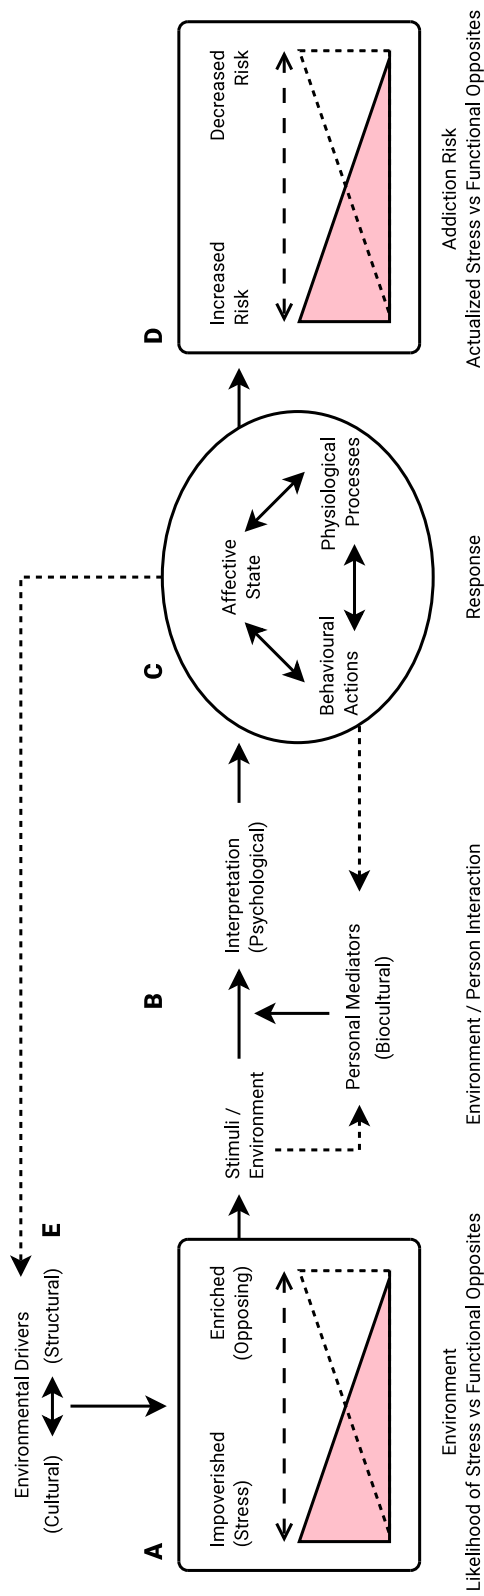 Environmental Drivers
(Cultural)
(Structural)
E
A
Impoverished
(Stress)
Enriched
(Opposing)
Environment
Likelihood of Stress vs Functional Opposites
B
Stimuli /
Environment
Interpretation
(Psychological)
Personal Mediators
(Biocultural)
Environment / Person Interaction
C
Affective
State
Behavioural
Actions
Physiological
Processes
Response
D
Increased
Risk
Decreased
Risk
Addiction Risk
Actualized Stress vs Functional Opposites